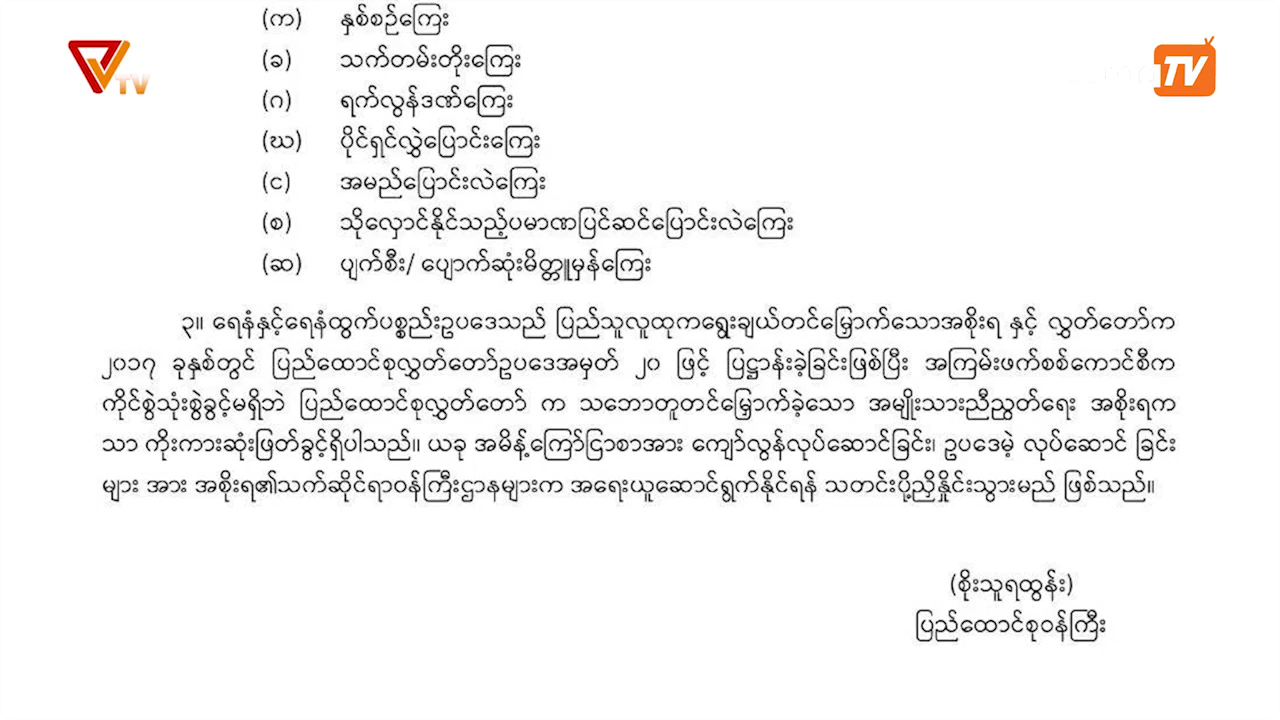 (က) နှစ်စဉ်ကြေး
(ခ) သက်တမ်းတိုးကြေး
(ဂ) ရက်လွန်ဒဏ်ကြေး
(ဃ) ပိုင်ရှင်လွှဲပြောင်းကြေး
(င) အမည်ပြောင်းလဲကြေး
(စ) သိုလှောင်နိုင်သည့်ပမာဏပြင်ဆင်ပြောင်းလဲကြေး
(ဆ) ပျက်စီး/ ပျောက်ဆုံးမိတ္တူမှန်ကြေး
၃။ ရေနံနှင့်ရေနံထွက်ပစ္စည်းဥပဒေသည် ပြည်သူလူထုကရွေးချယ်တင်မြှောက်သောအစိုးရ နှင့် လွှတ်တော်က
၂၀၁၇ ခုနှစ်တွင် ပြည်ထောင်စုလွှတ်တော်ဥပဒေအမှတ် ၂၀ ဖြင့် ပြဋ္ဌာန်းခဲ့ခြင်းဖြစ်ပြီး အကြမ်းဖက်စစ်ကောင်စီက
ကိုင်စွဲသုံးစွဲခွင့်မရှိဘဲ ပြည်ထောင်စုလွှတ်တော် က သဘောတူတင်မြှောက်ခဲ့သော အမျိုးသားညီညွတ်ရေး အစိုးရက
သာ ကိုးကားဆုံးဖြတ်ခွင့်ရှိပါသည်။ ယခု အမိန့်ကြော်ငြာစာအား ကျော်လွန်လုပ်ဆောင်ခြင်း၊ ဥပဒေမဲ့ လုပ်ဆောင် ခြင်း
များ အား အစိုးရ၏သက်ဆိုင်ရာဝန်ကြီးဌာနများက အရေးယူဆောင်ရွက်နိုင်ရန် သတင်းပို့ညှိနှိုင်းသွားမည် ဖြစ်သည်။
(စိုးသူရထွန်း)
ပြည်ထောင်စုဝန်ကြီး
TV
TV